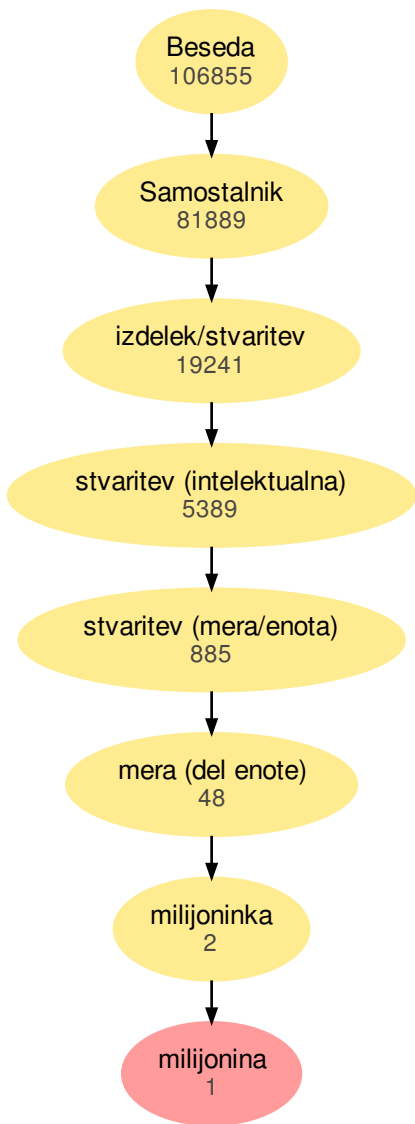 Beseda
106855
Samostalnik
81889
izdelek/stvaritev
19241
stvaritev (intelektualna)
5389
stvaritev (mera/enota)
885
mera (del enote)
48
milijoninka
2
milijonina
1